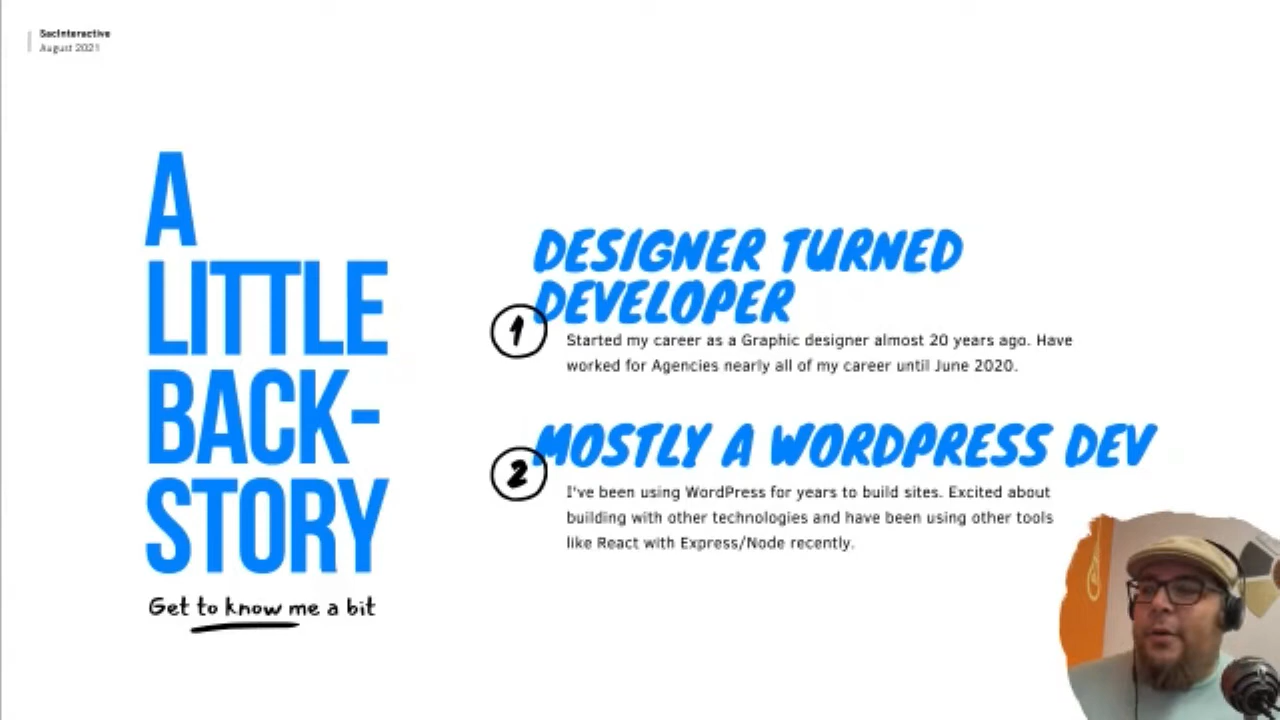 SacInteractive
August 2021
A
LITTLE
BACK-
STORY
Get to know me a bit
DESIGNER TURNED
DEVELOPER
1
Started my career as a Graphic designer almost 20 years ago. Have
worked for Agencies nearly all of my career until June 2020.
MOSTLY A WORDPRESS DEV
2
I've been using WordPress for years to build sites. Excited about
building with other technologies and have been using other tools
like React with Express/Node recently.